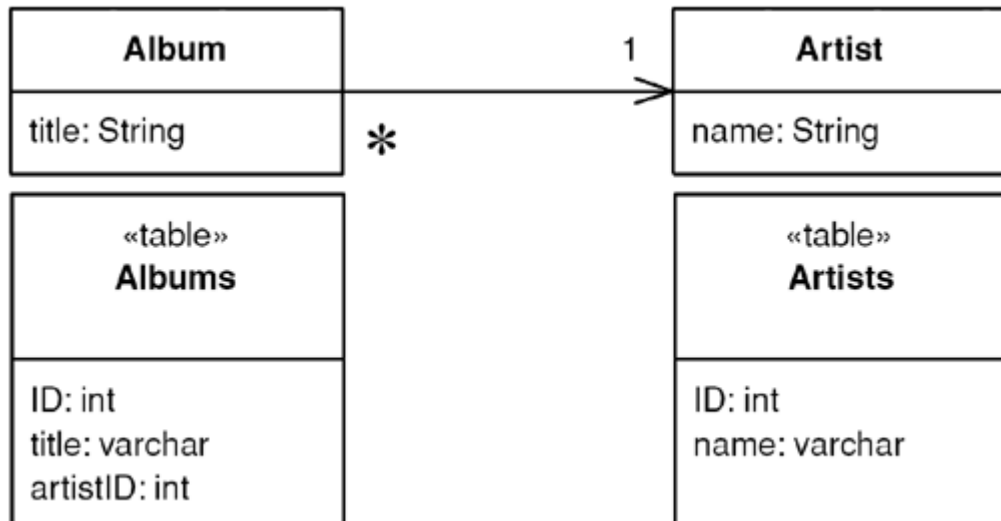 Album
1
Artist
title: String
*
name: String
«table»
Albums
«table»
Artists
ID: int
title: varchar
artistID: int
ID: int
name: varchar